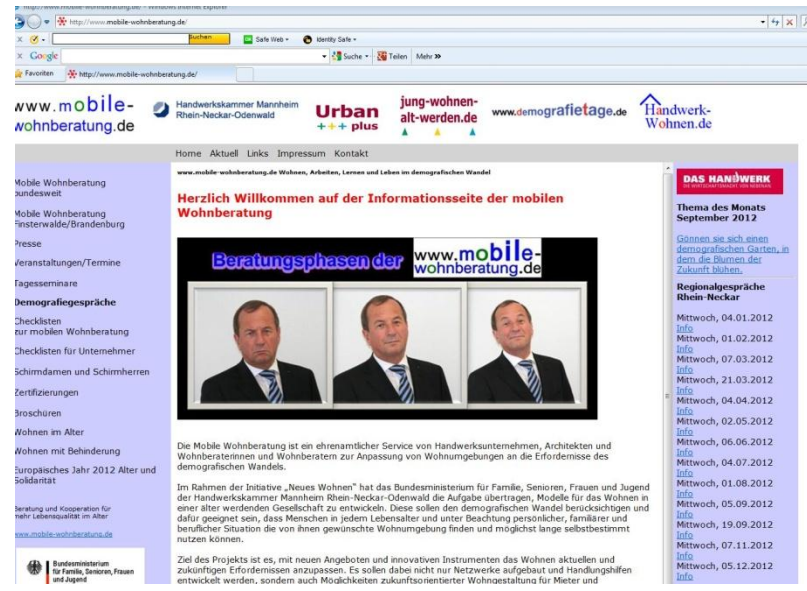 http://www.mobile-wohnberatung.de/ - Windows Internet Explorer
http://www.mobile-wohnberatung.de/
Suchen Safe Web Identity Safe
Google Suche Teilen Mehr »
Favoriten http://www.mobile-wohnberatung.de/
www.mobile-
wohnberatung.de
Handwerkskammer Mannheim
Rhein-Neckar-Odenwald
Urban
+++ plus
jung-wohnen-
alt-werden.de
www.demografietage.de
Handwerk-
Wohnen.de
Home Aktuell Links Impressum Kontakt
Mobile Wohnberatung
bundesweit
Mobile Wohnberatung
Finsterwalde/Brandenburg
Presse
Veranstaltungen/Termine
Tagesseminare
Demografiegespräche
Checklisten
zur mobilen Wohnberatung
Checklisten für Unternehmer
Schirmdamen und Schirmherren
Zertifizierungen
Broschüren
Wohnen im Alter
Wohnen mit Behinderung
Europäisches Jahr 2012 Alter und
Solidarität
Beratung und Kooperation für
mehr Lebensqualität im Alter
www.mobile-wohnberatung.de
Bundesministerium
für Familie, Senioren, Frauen
und Jugend
www.mobile-wohnberatung.de Wohnen, Arbeiten, Lernen und Leben im demografischen Wandel
Herzlich Willkommen auf der Informationsseite der mobilen
Wohnberatung
Beratungsphasen der www.mobile-
wohnberatung.de
Die Mobile Wohnberatung ist ein ehrenamtlicher Service von Handwerksunternehmen, Architekten und
Wohnberaterinnen und Wohnberatern zur Anpassung von Wohnumgebungen an die Erfordernisse des
demografischen Wandels.
Im Rahmen der Initiative „Neues Wohnen" hat das Bundesministerium für Familie, Senioren, Frauen und Jugend
der Handwerkskammer Mannheim Rhein-Neckar-Odenwald die Aufgabe übertragen, Modelle für das Wohnen in
einer älter werdenden Gesellschaft zu entwickeln. Diese sollen den demografischen Wandel berücksichtigen und
dafür geeignet sein, dass Menschen in jedem Lebensalter und unter Beachtung persönlicher, familiärer und
beruflicher Situation die von ihnen gewünschte Wohnumgebung finden und möglichst lange selbstbestimmt
nutzen können.
Ziel des Projekts ist es, mit neuen Angeboten und innovativen Instrumenten das Wohnen aktuellen und
zukünftigen Erfordernissen anzupassen. Es sollen dabei nicht nur Netzwerke aufgebaut und Handlungshilfen
entwickelt werden, sondern auch Möglichkeiten zukunftsorientierter Wohngestaltung für Mieter und
DAS HANDWERK
DIE WIRTSCHAFTSMACHT VON NEBENAN
Thema des Monats
September 2012
Gönnen sie sich einen
demografischen Garten, in
dem die Blumen der
Zukunft blühen.
Regionalgespräche
Rhein-Neckar
Mittwoch, 04.01.2012
Info
Mittwoch, 01.02.2012
Info
Mittwoch, 07.03.2012
Info
Mittwoch, 21.03.2012
Info
Mittwoch, 04.04.2012
Info
Mittwoch, 02.05.2012
Info
Mittwoch, 06.06.2012
Info
Mittwoch, 04.07.2012
Info
Mittwoch, 01.08.2012
Info
Mittwoch, 05.09.2012
Info
Mittwoch, 19.09.2012
Info
Mittwoch, 07.11.2012
Info
Mittwoch, 05.12.2012
Info